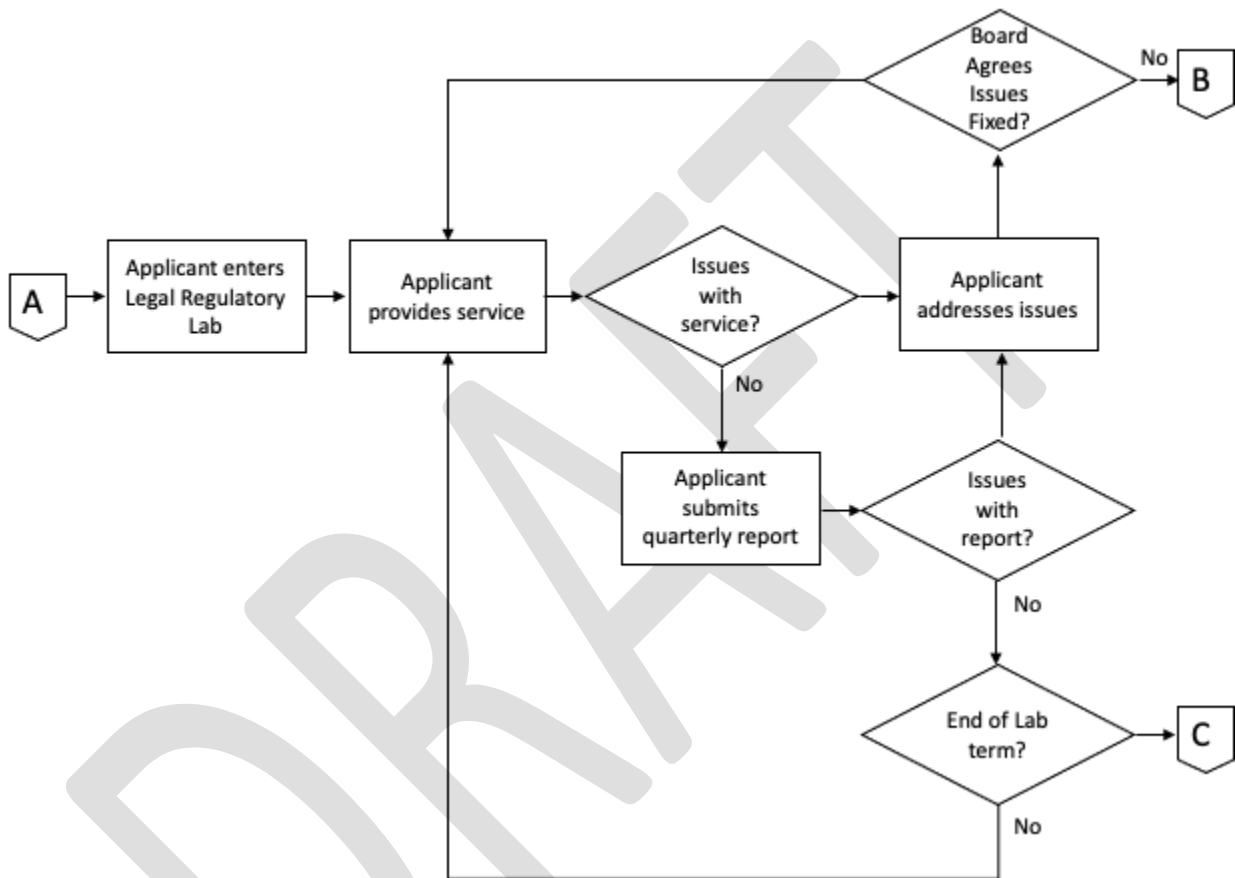 Board
Agrees
Issues
Fixed?
No
B
A
Applicant enters
Legal Regulatory
Lab
Applicant
provides service
Issues
with
service?
Applicant
addresses issues
No
Applicant
submits
quarterly report
Issues
with
report?
No
End of Lab
term?
C
No
DRAFT